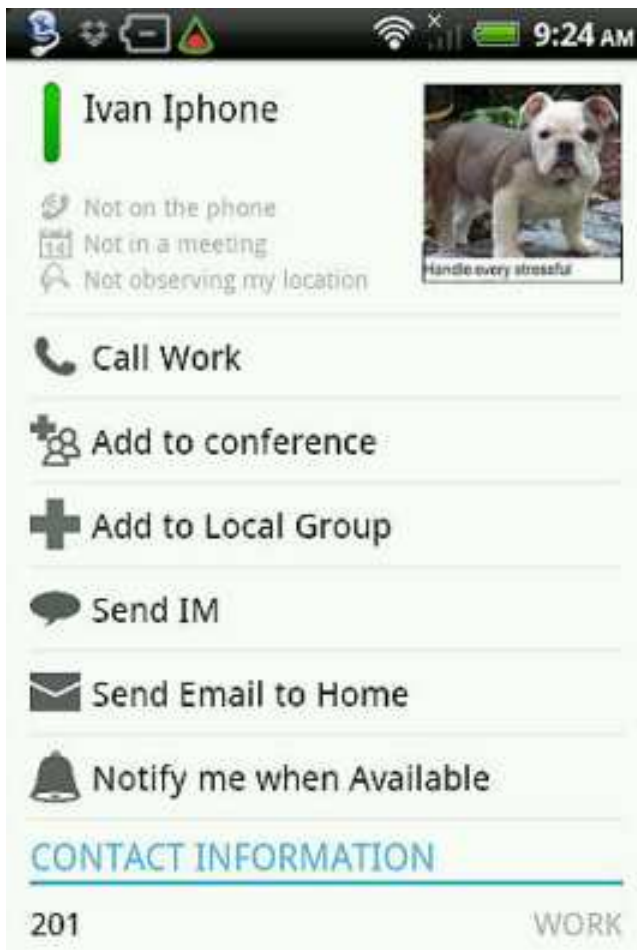 9:24 AM
Ivan Iphone
Not on the phone
14
Not in a meeting
Not observing my location
Handle every stressful
Call Work
Add to conference
Add to Local Group
Send IM
Send Email to Home
Notify me when Available
CONTACT INFORMATION
201 WORK